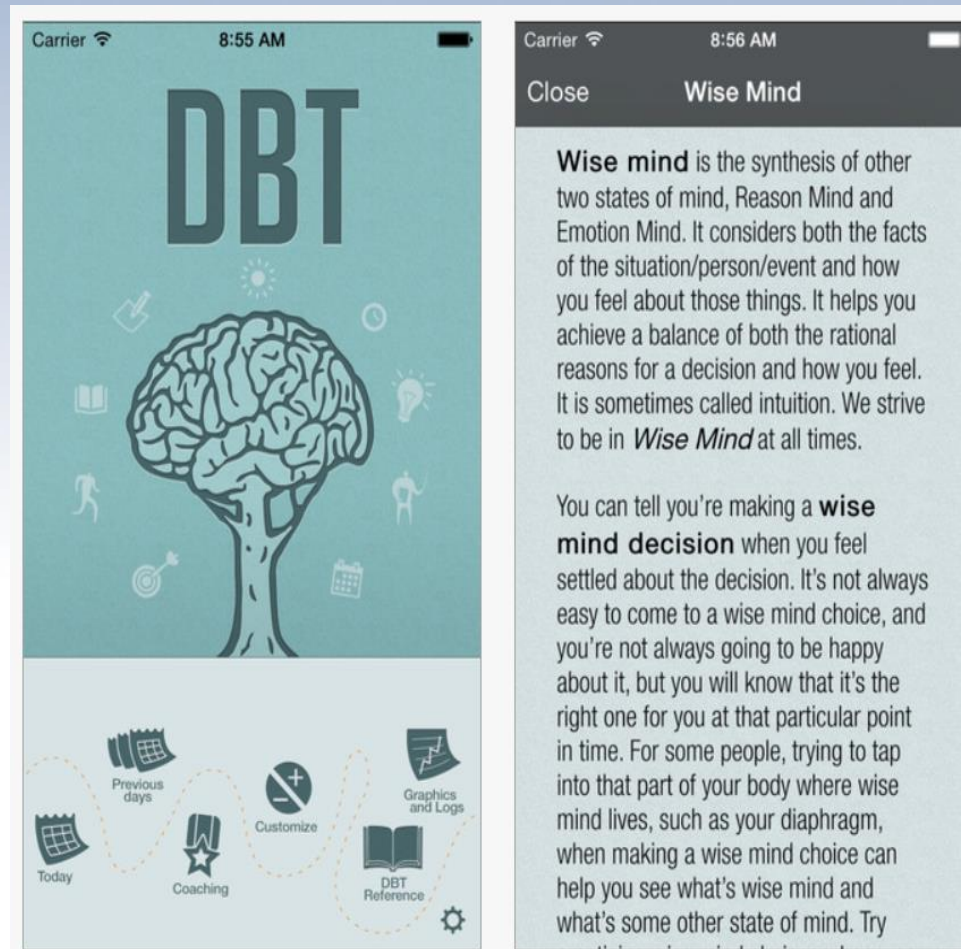 Carrier 8:55 AM
DBT
Previous
days
Today
Coaching
Customize
Graphics
and Logs
DBT
Reference
Carrier 8:56 AM
Close Wise Mind
Wise mind is the synthesis of other
two states of mind, Reason Mind and
Emotion Mind. It considers both the facts
of the situation/person/event and how
you feel about those things. It helps you
achieve a balance of both the rational
reasons for a decision and how you feel.
It is sometimes called intuition. We strive
to be in Wise Mind at all times.
You can tell you're making a wise
mind decision when you feel
settled about the decision. It's not always
easy to come to a wise mind choice, and
you're not always going to be happy
about it, but you will know that it's the
right one for you at that particular point
in time. For some people, trying to tap
into that part of your body where wise
mind lives, such as your diaphragm,
when making a wise mind choice can
help you see what's wise mind and
what's some other state of mind. Try